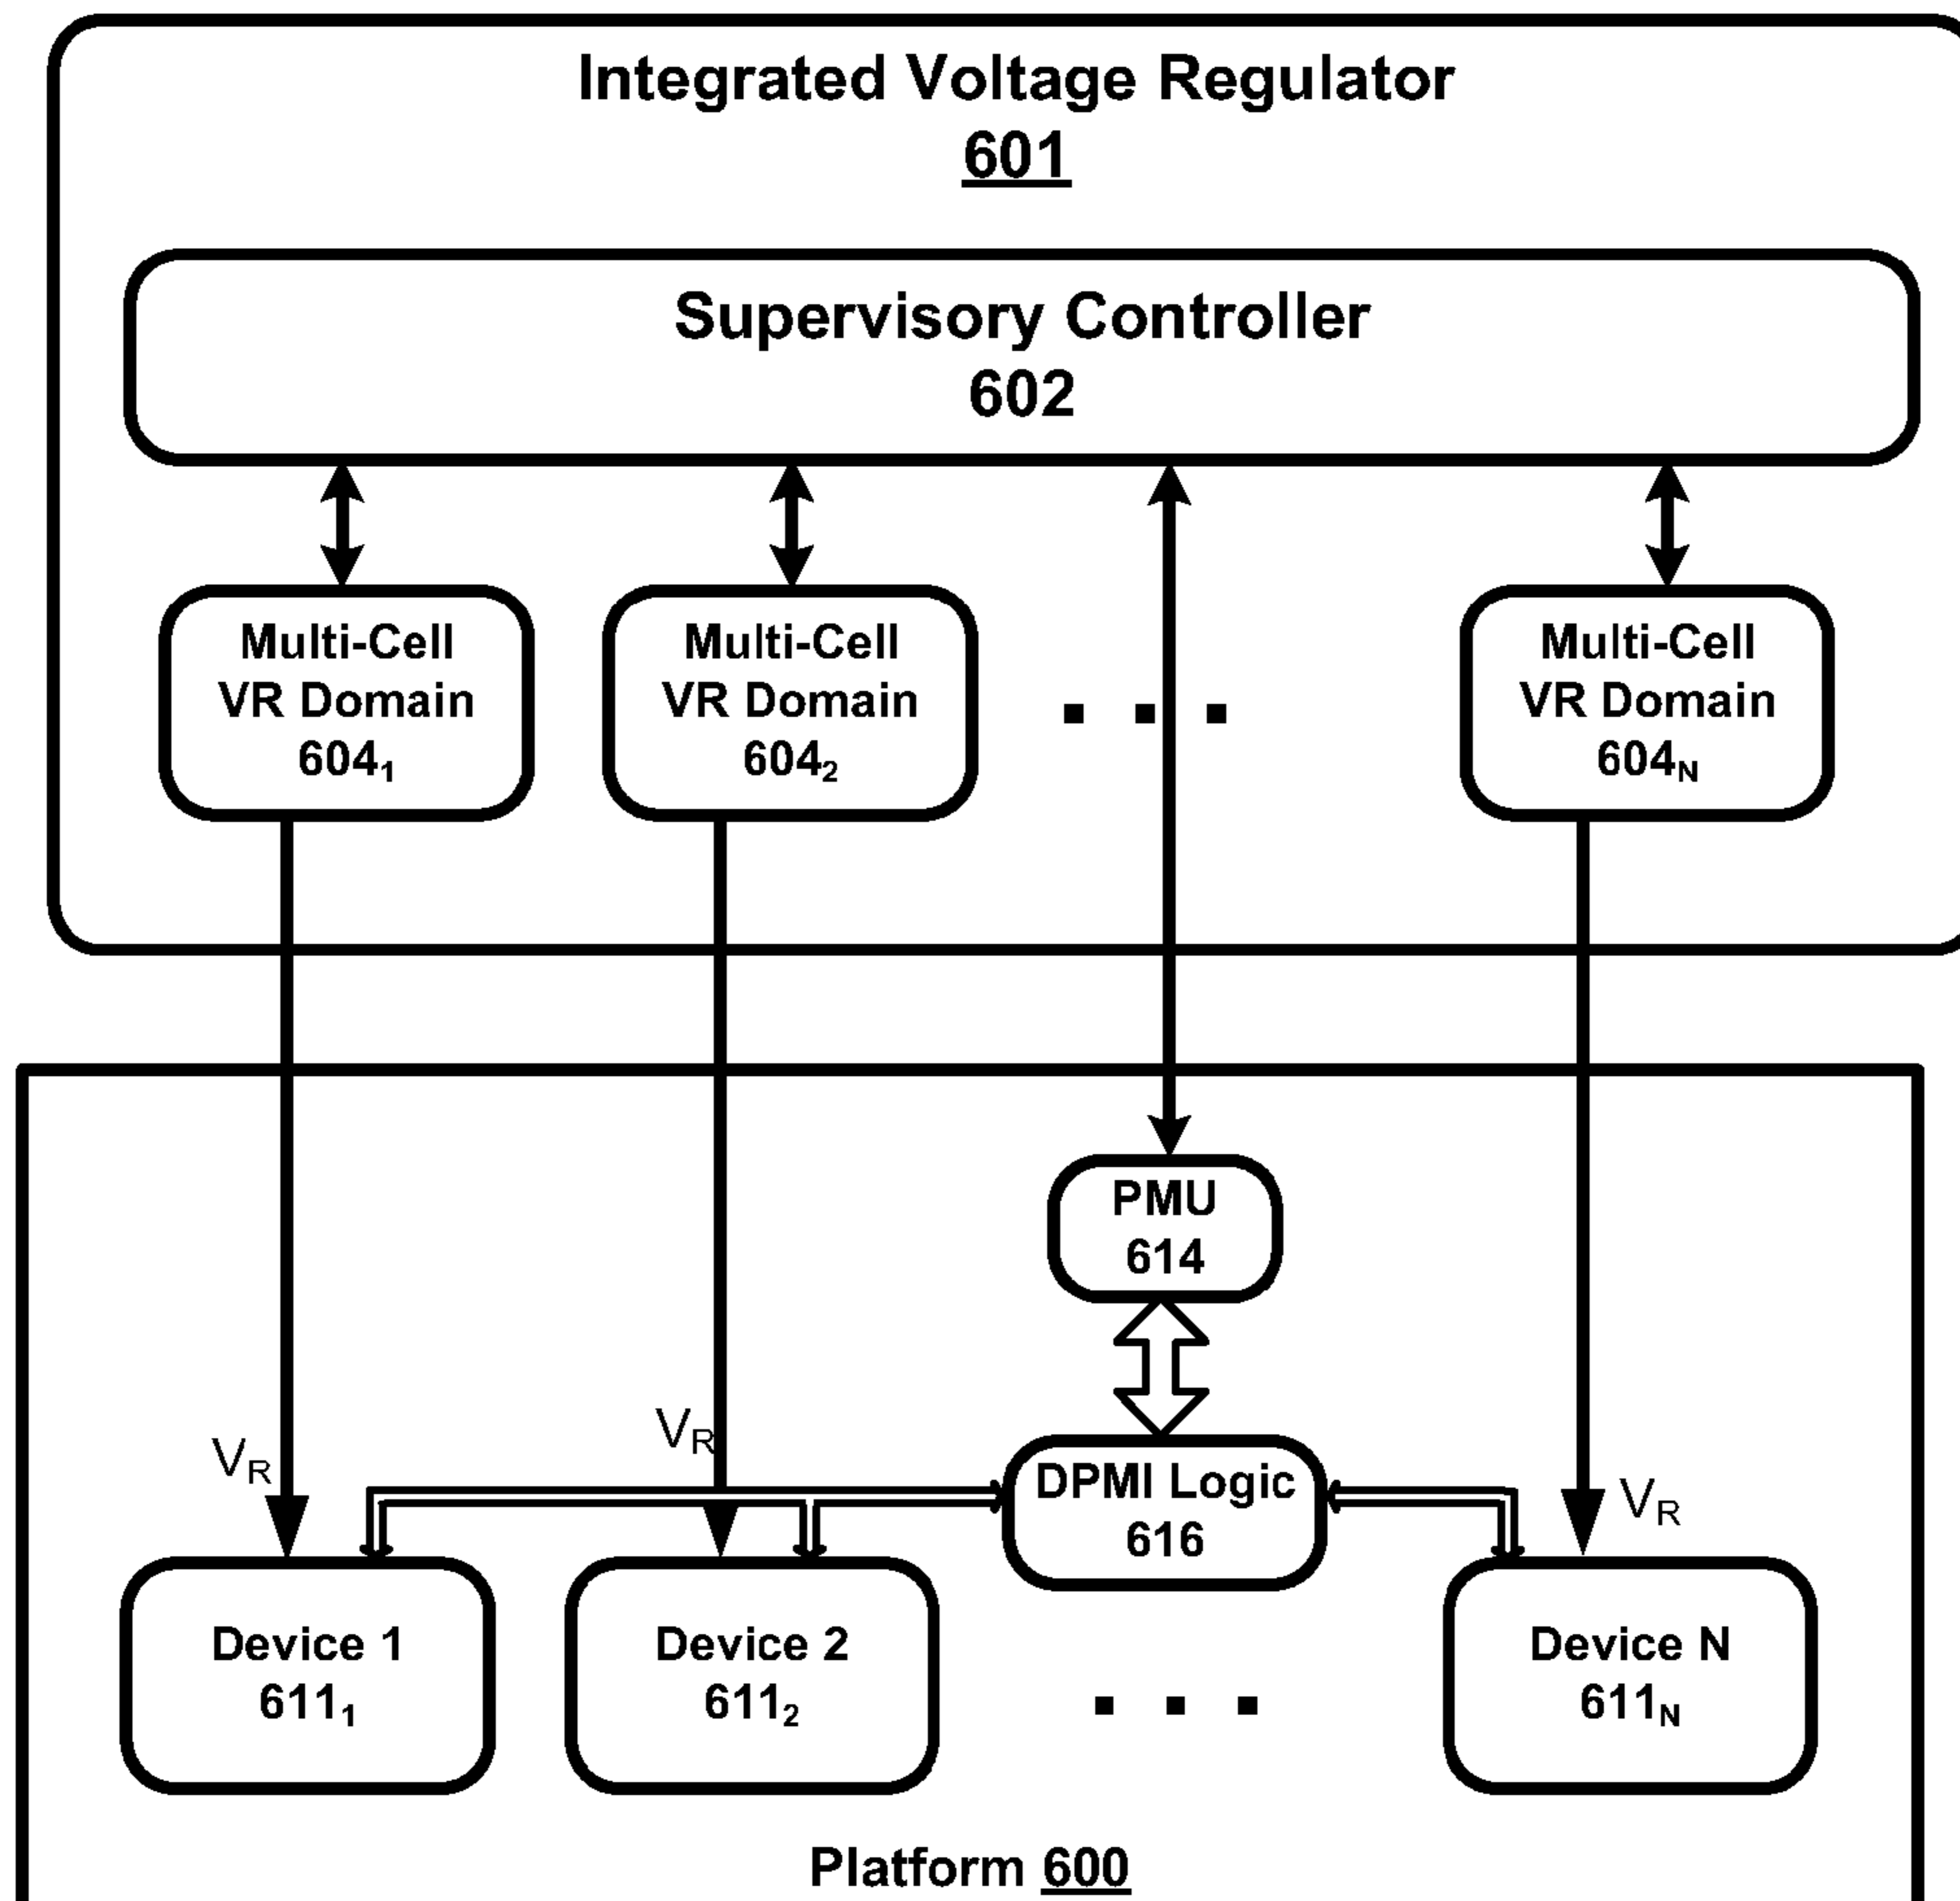 Integrated Voltage Regulator
601
Supervisory Controller
602
Multi-Cell
VR Domain
604₁
Multi-Cell
VR Domain
604₂
. . .
Multi-Cell
VR Domain
604N
PMU
614
VR
VR
DPMI Logic
616
VR
Device 1
611₁
Device 2
611₂
. . .
Device N
611N
Platform 600